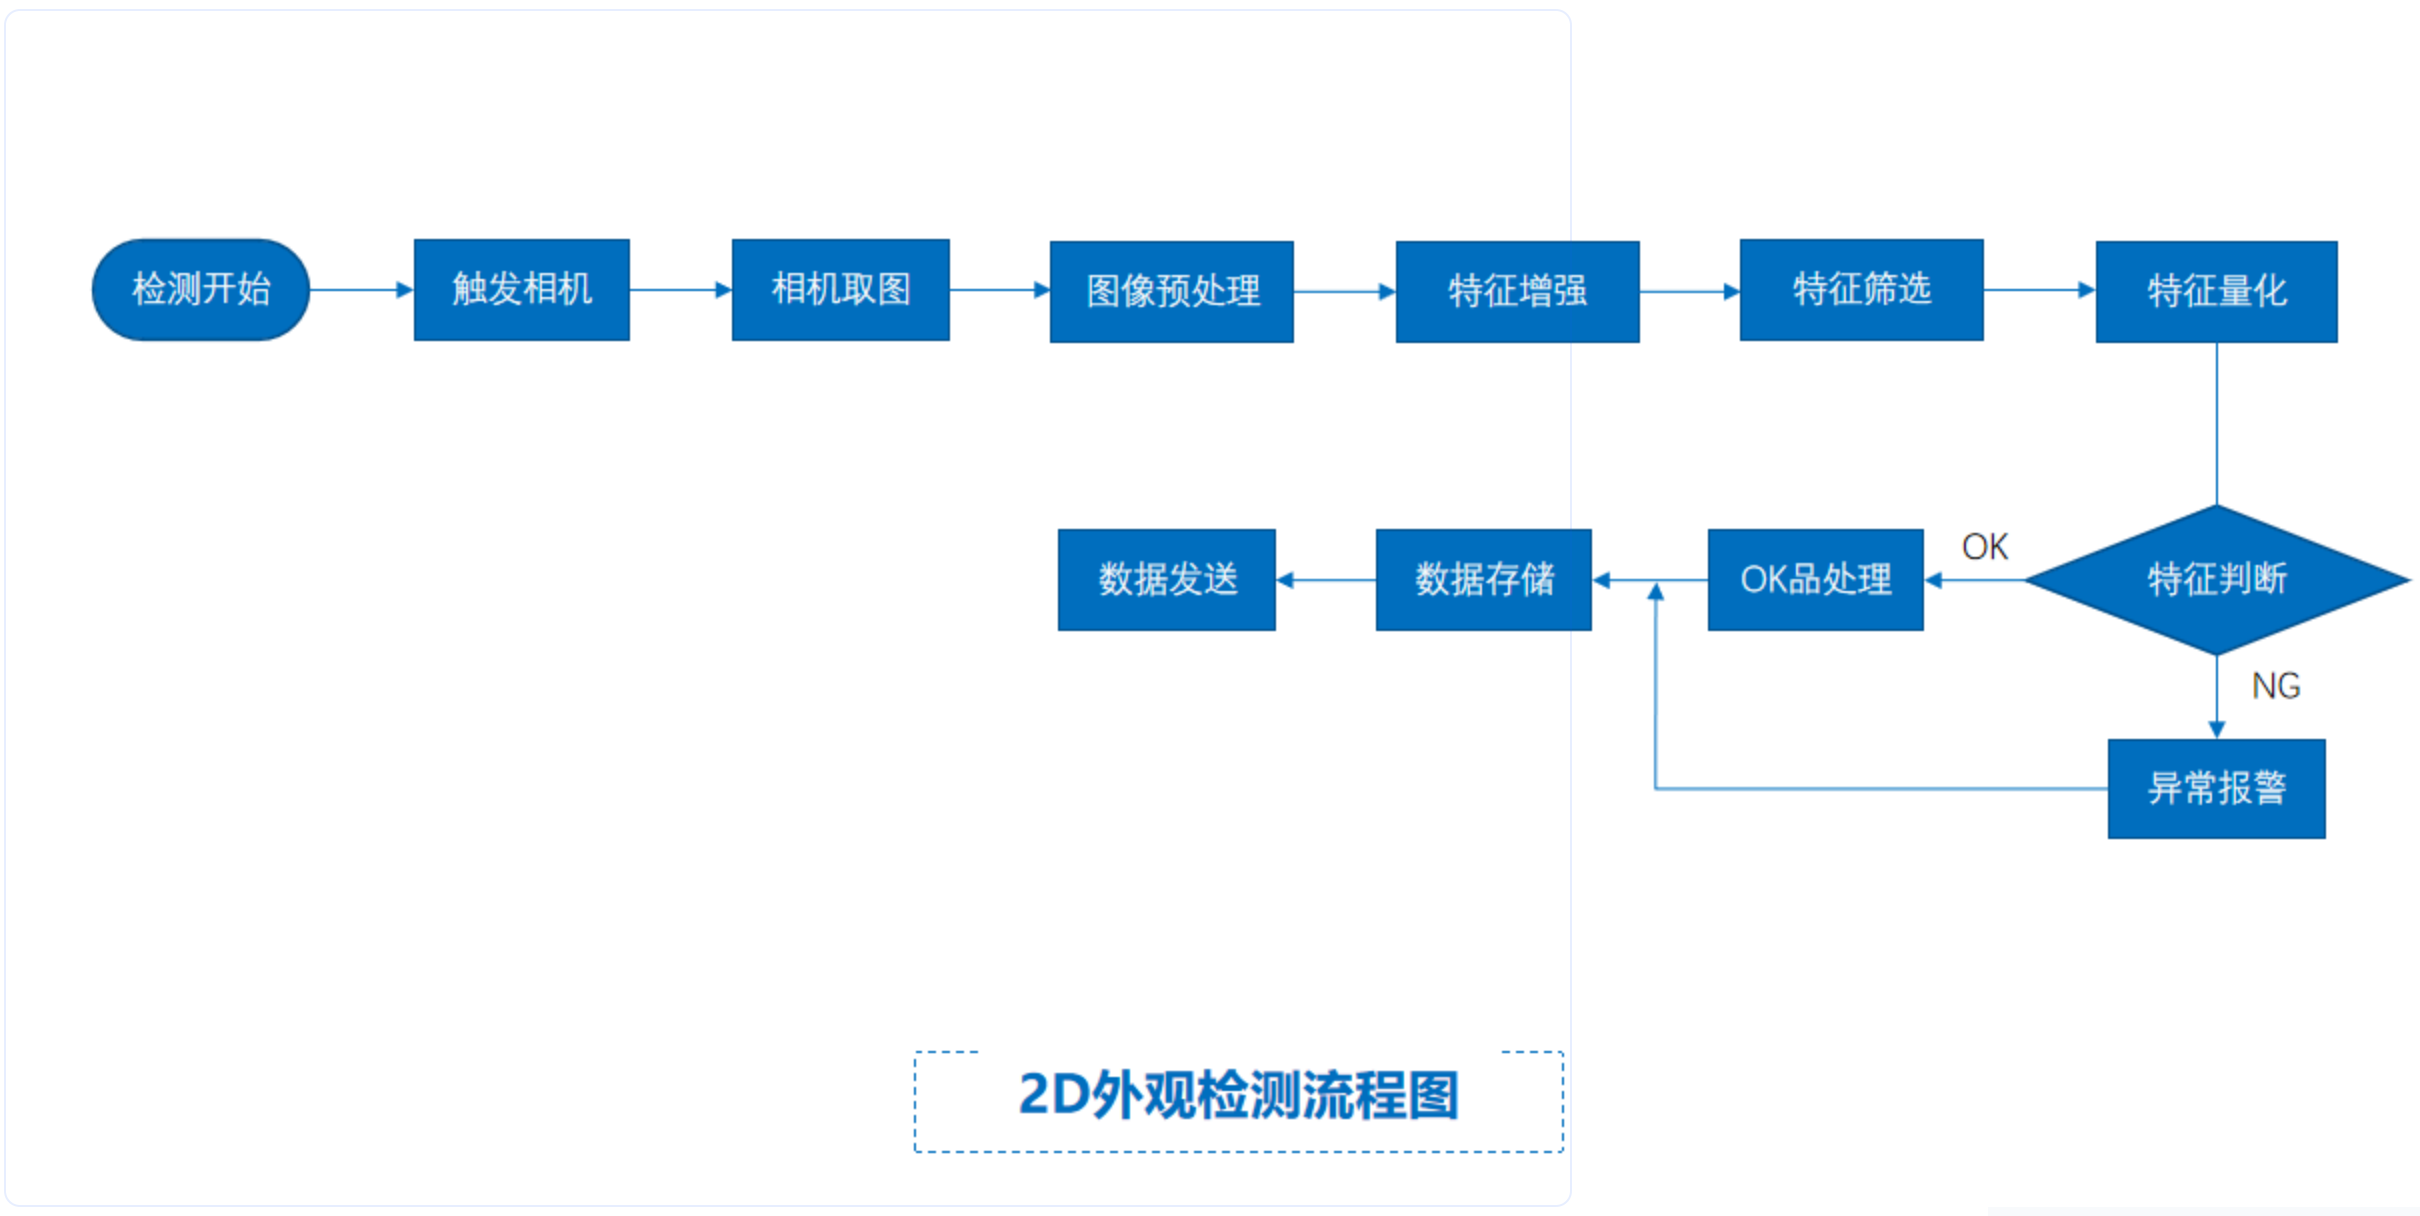 检测开始
触发相机
相机取图
图像预处理
特征增强
特征筛选
特征量化
数据发送
数据存储
OK品处理
OK
特征判断
NG
异常报警
2D外观检测流程图